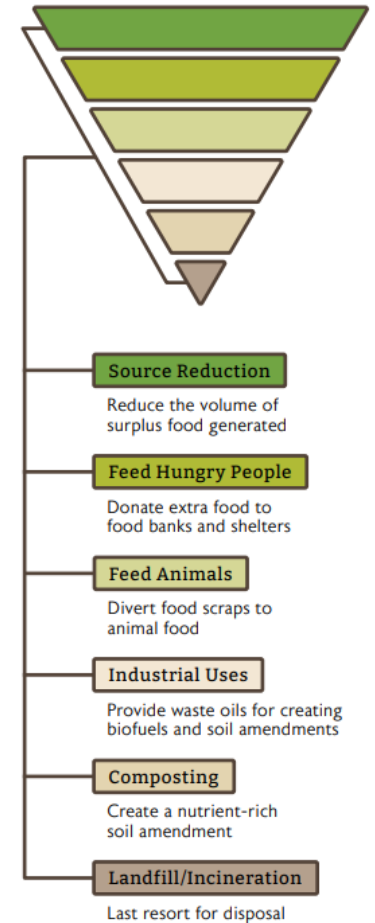 Source Reduction
Reduce the volume of
surplus food generated
Feed Hungry People
Donate extra food to
food banks and shelters
Feed Animals
Divert food scraps to
animal food
Industrial Uses
Provide waste oils for creating
biofuels and soil amendments
Composting
Create a nutrient-rich
soil amendment
Landfill/Incineration
Last resort for disposal